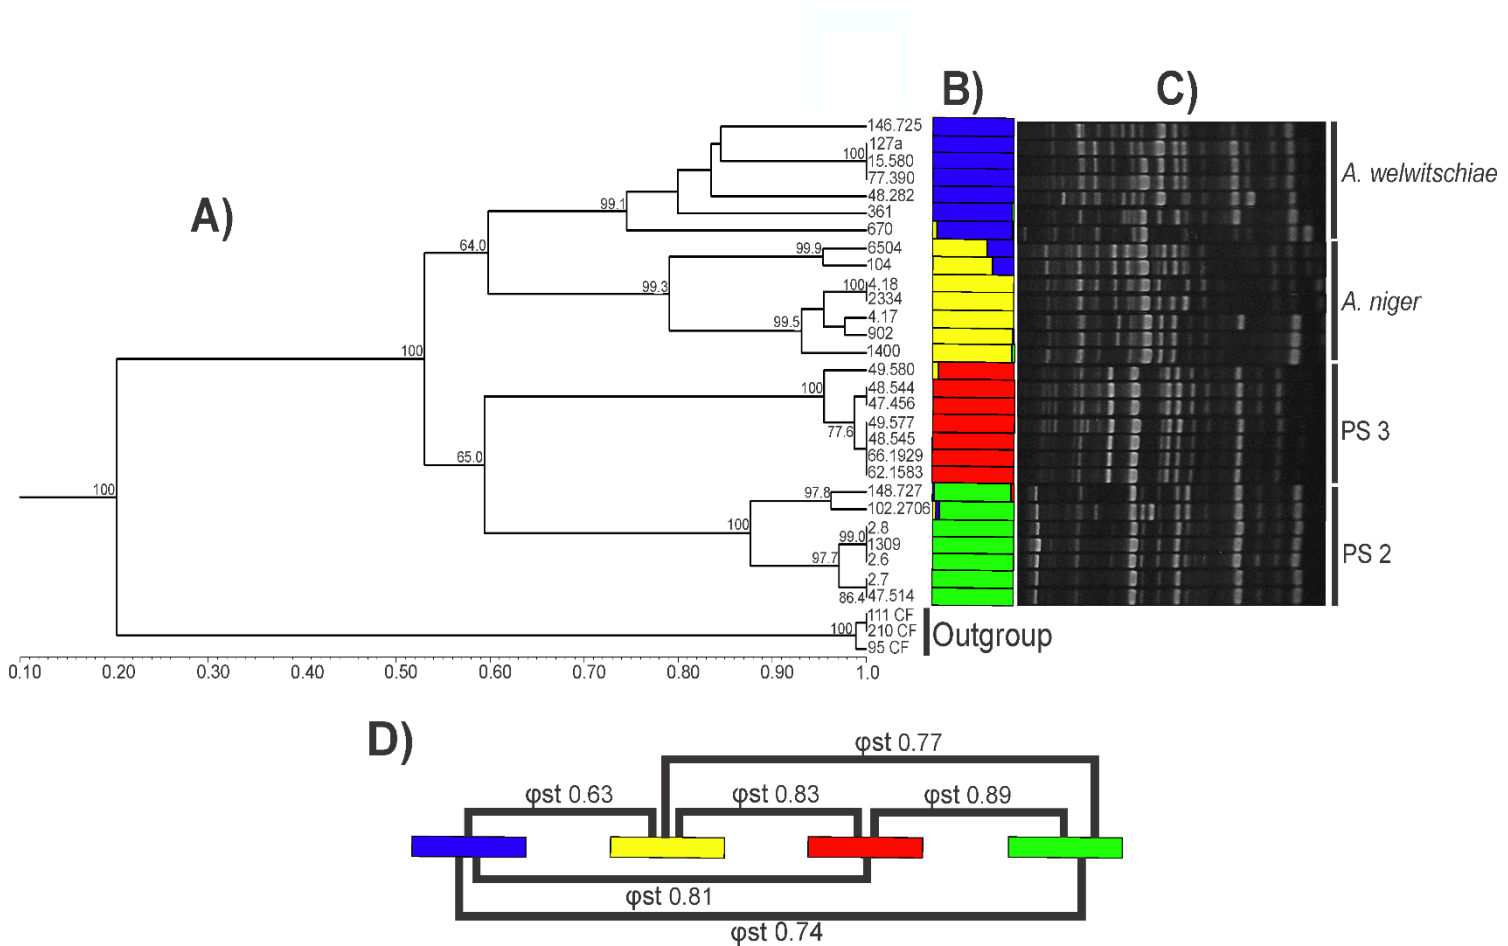 B)
C)
A)
146.725
127a
100
15.580
77.390
48.282
99.1
361
670
64.0
99.9
6504
104
99.3
100
4.18
2334
4.17
99.5
902
100
1400
49.580
100
48.544
47.456
49.577
77.6
48.545
65.0
66.1929
62.1583
100
97.8
148.727
102.2706
100
2.8
99.0
1309
97.7
2.6
2.7
86.4
47.514
111 CF
100
210 CF
95 CF
A. welwitschiae
A. niger
PS 3
PS 2
Outgroup
0.10 0.20 0.30 0.40 0.50 0.60 0.70 0.80 0.90 1.0
D)
φst 0.77
φst 0.63
φst 0.83
φst 0.89
φst 0.81
φst 0.74